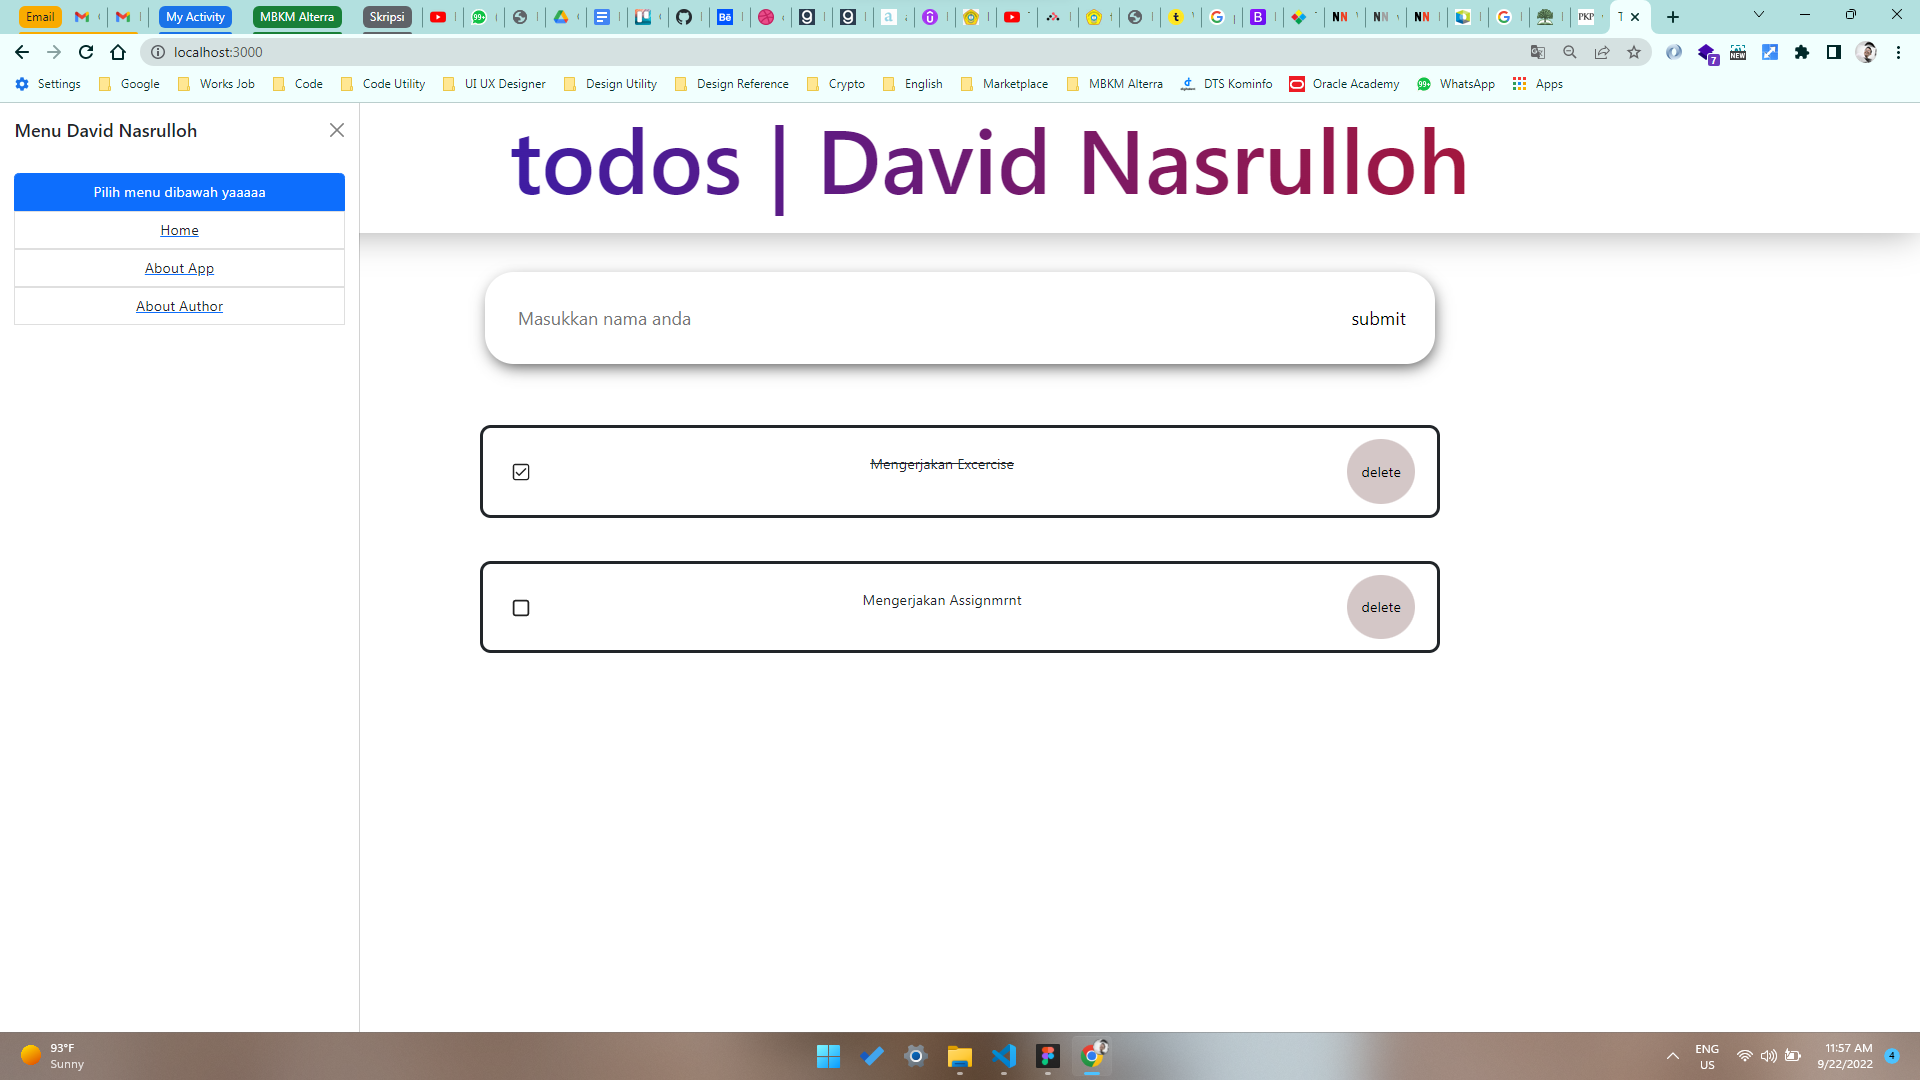 Email
My Activity
MBKM Alterra
Skripsi
localhost:3000
7
NEW
Settings
Google
Works Job
Code
Code Utility
UI UX Designer
Design Utility
Design Reference
Crypto
English
Marketplace
MBKM Alterra
DTS Kominfo
Oracle Academy
WhatsApp
Apps
Menu David Nasrulloh
Pilih menu dibawah yaaaaa
Home
About App
About Author
todos | David Nasrulloh
Masukkan nama anda
submit
Mengerjakan Excercise
delete
Mengerjakan Assignmrnt
delete
93°F
Sunny
ENG
US
11:57 AM
9/22/2022
4